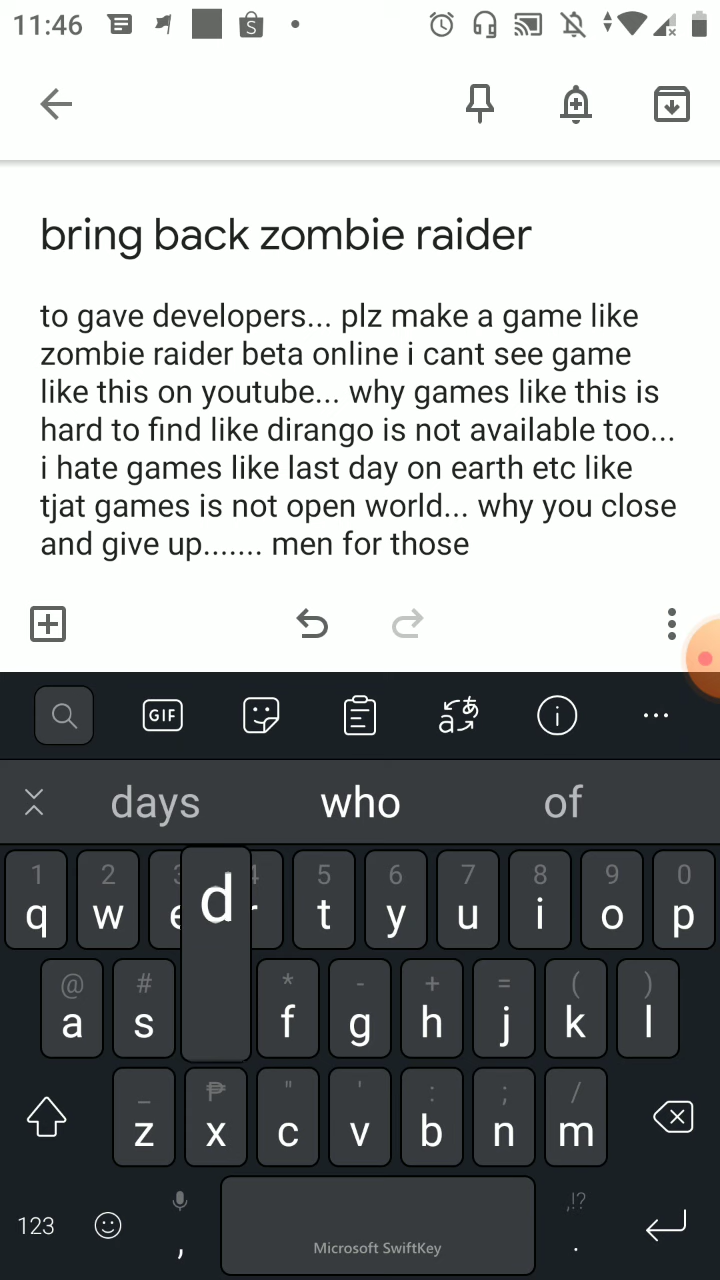 11:46
bring back zombie raider
to gave developers... plz make a game like
zombie raider beta online i cant see game
like this on youtube... why games like this is
hard to find like dirango is not available too...
i hate games like last day on earth etc like
tjat games is not open world... why you close
and give up....... men for those
GIF
days who of
1 2 3 4 5 6 7 8 9 0
q w e r t y u i o p
d
@ # * - + = ( )
a s f g h j k l
_ ₱ " ' : ; /
z x c v b n m
123 , Microsoft SwiftKey ,!? .